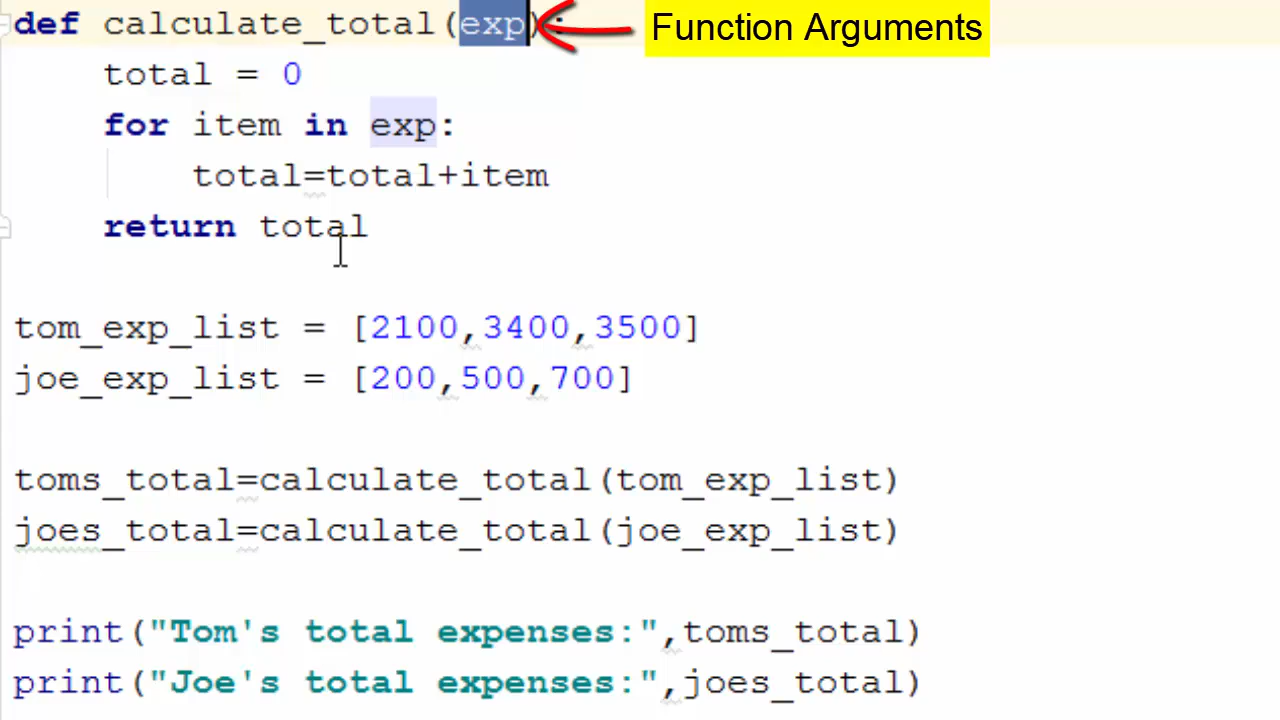 def calculate_total(exp): Function Arguments
    total = 0
    for item in exp:
        total=total+item
    return total
tom_exp_list = [2100,3400,3500]
joe_exp_list = [200,500,700]
toms_total=calculate_total(tom_exp_list)
joes_total=calculate_total(joe_exp_list)
print("Tom's total expenses:",toms_total)
print("Joe's total expenses:",joes_total)